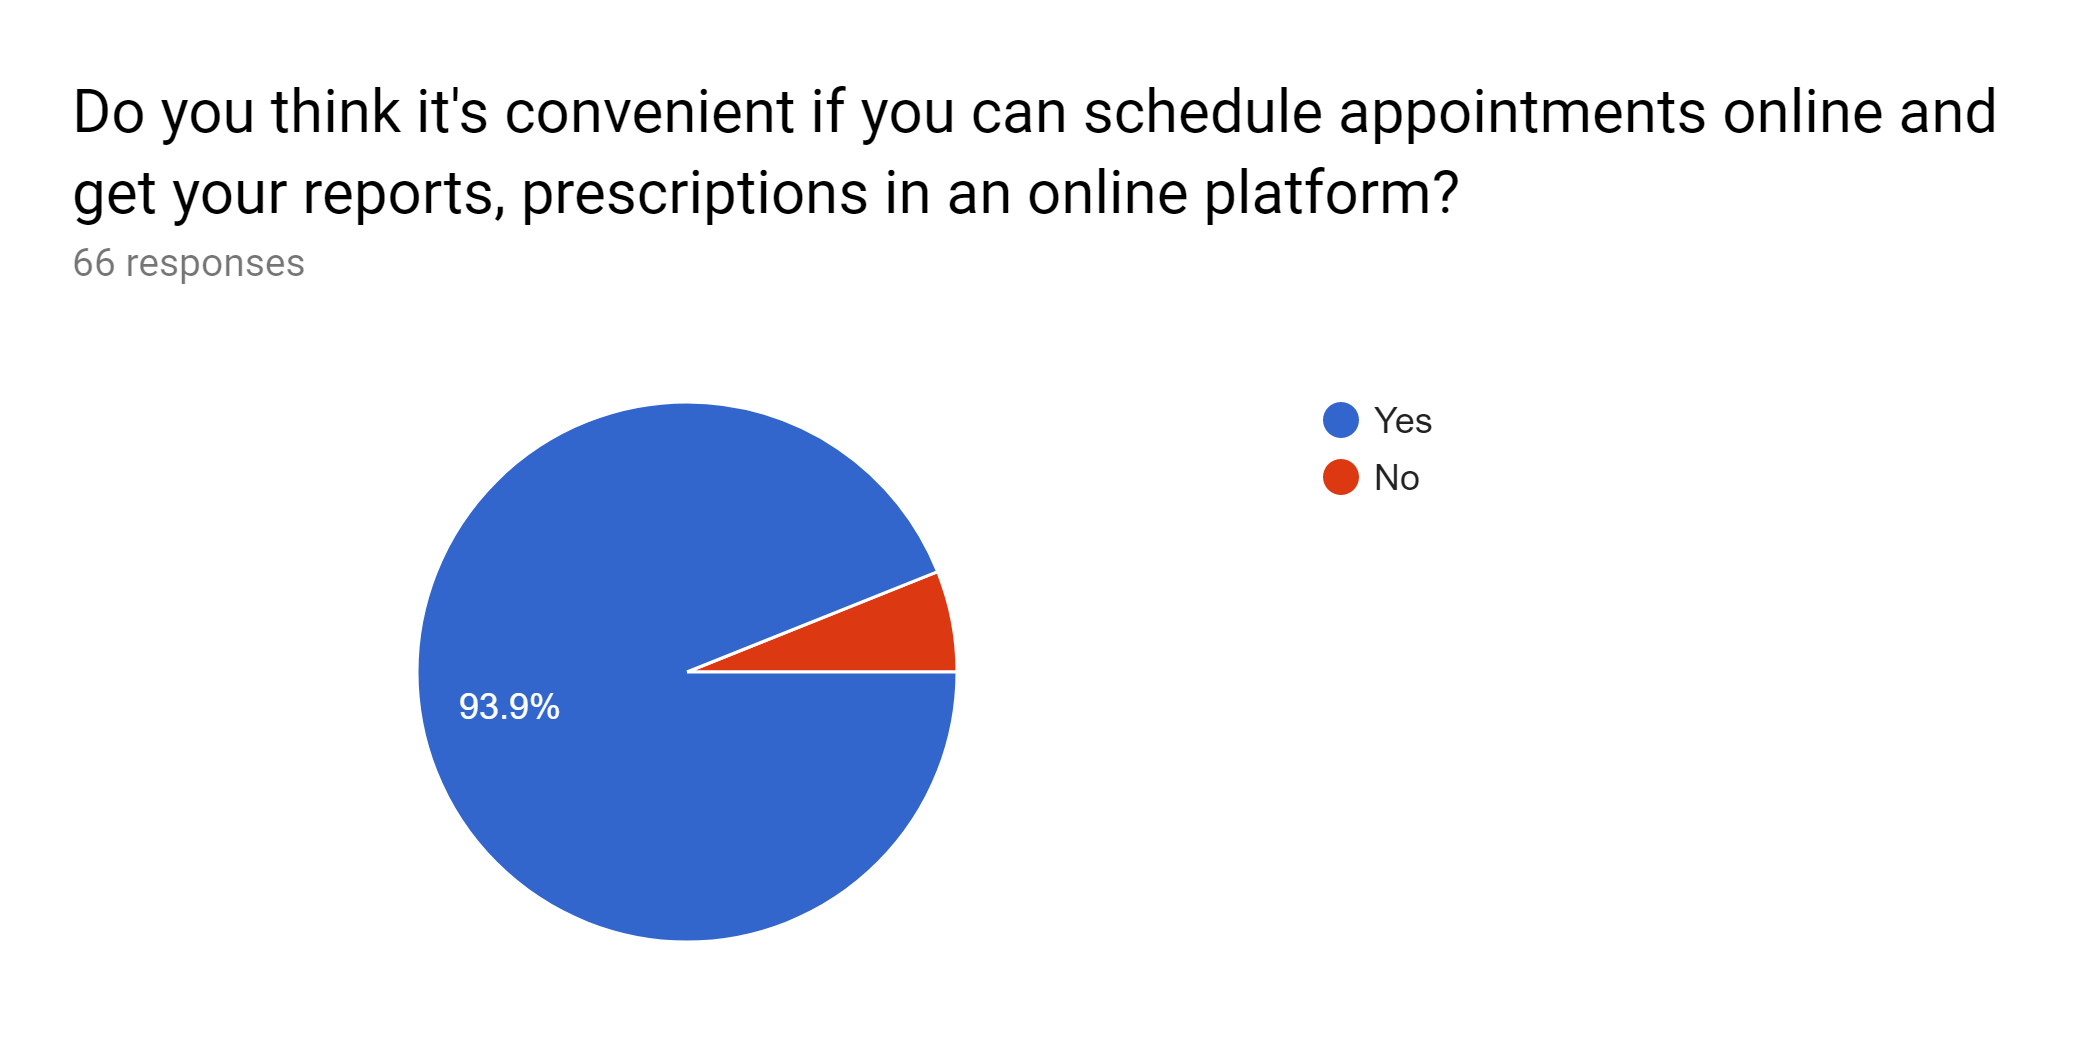 Do you think it's convenient if you can schedule appointments online and
get your reports, prescriptions in an online platform?
66 responses
Yes
No
93.9%